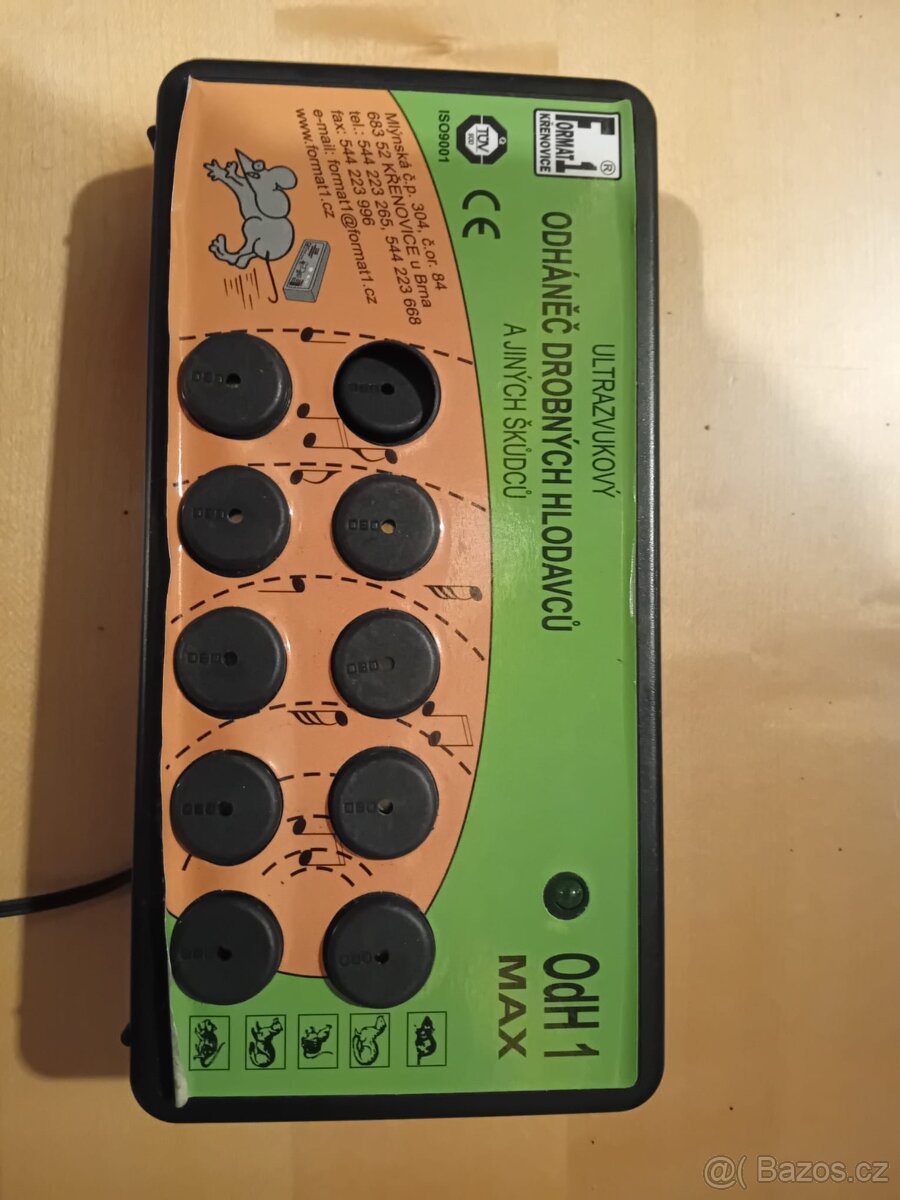 FORMAT 1 ®
KŘENOVICE
TÜV
SÜD
ISO9001
CE
ULTRAZVUKOVÝ
ODHÁNĚČ DROBNÝCH HLODAVCŮ
A JINÝCH ŠKŮDCŮ
Mlýnská č.p. 304, č.or. 84
683 52 KŘENOVICE u Brna
tel.: 544 223 265, 544 223 668
fax: 544 223 996
e-mail: format1@format1.cz
www.format1.cz
OdH 1
MAX
@( Bazos.cz